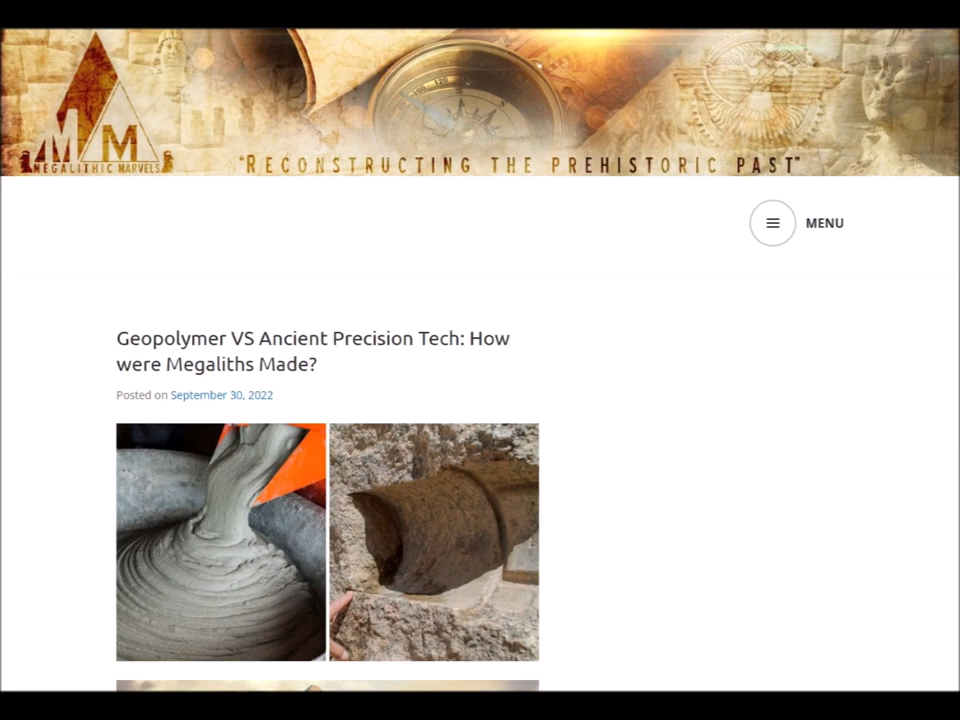 MM
MEGALITHIC MARVELS
"RECONSTRUCTING THE PREHISTORIC PAST"
MENU
Geopolymer VS Ancient Precision Tech: How
were Megaliths Made?
Posted on September 30, 2022